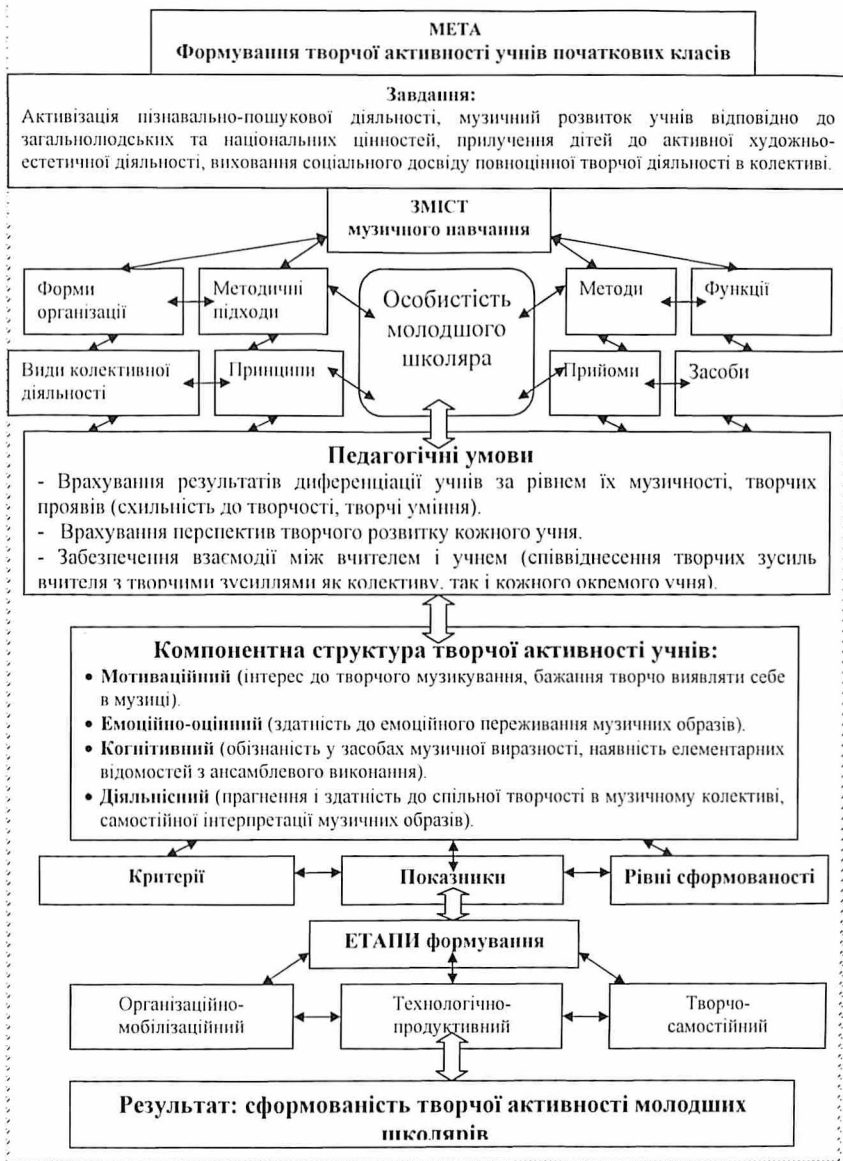 МЕТА
Формування творчої активності учнів початкових класів
Завдання:
Активізація пізнавально-пошукової діяльності, музичний розвиток учнів відповідно до
загальнолюдських та національних цінностей, прилучення дітей до активної художньо-
естетичної діяльності, виховання соціального досвіду повноцінної творчої діяльності в колективі.
ЗМІСТ
музичного навчання
Форми
організації
Методичні
підходи
Особистість
молодшого
школяра
Методи
Функції
Види колективної
діяльності
Принципи
Прийоми
Засоби
Педагогічні умови
- Врахування результатів диференціації учнів за рівнем їх музичності, творчих
проявів (схильність до творчості, творчі уміння).
- Врахування перспектив творчого розвитку кожного учня.
- Забезпечення взаємодії між вчителем і учнем (співвіднесення творчих зусиль
вчителя з творчими зусиллями як колективу, так і кожного окремого учня).
Компонентна структура творчої активності учнів:
• Мотиваційний (інтерес до творчого музикування, бажання творчо виявляти себе
в музиці).
• Емоційно-оцінний (здатність до емоційного переживання музичних образів).
• Когнітивний (обізнаність у засобах музичної виразності, наявність елементарних
відомостей з ансамблевого виконання).
• Діяльнісний (прагнення і здатність до спільної творчості в музичному колективі,
самостійної інтерпретації музичних образів).
Критерії
Показники
Рівні сформованості
ЕТАПИ формування
Організаційно-
мобілізаційний
Технологічно-
продуктивний
Творчо-
самостійний
Результат: сформованість творчої активності молодших
школярів